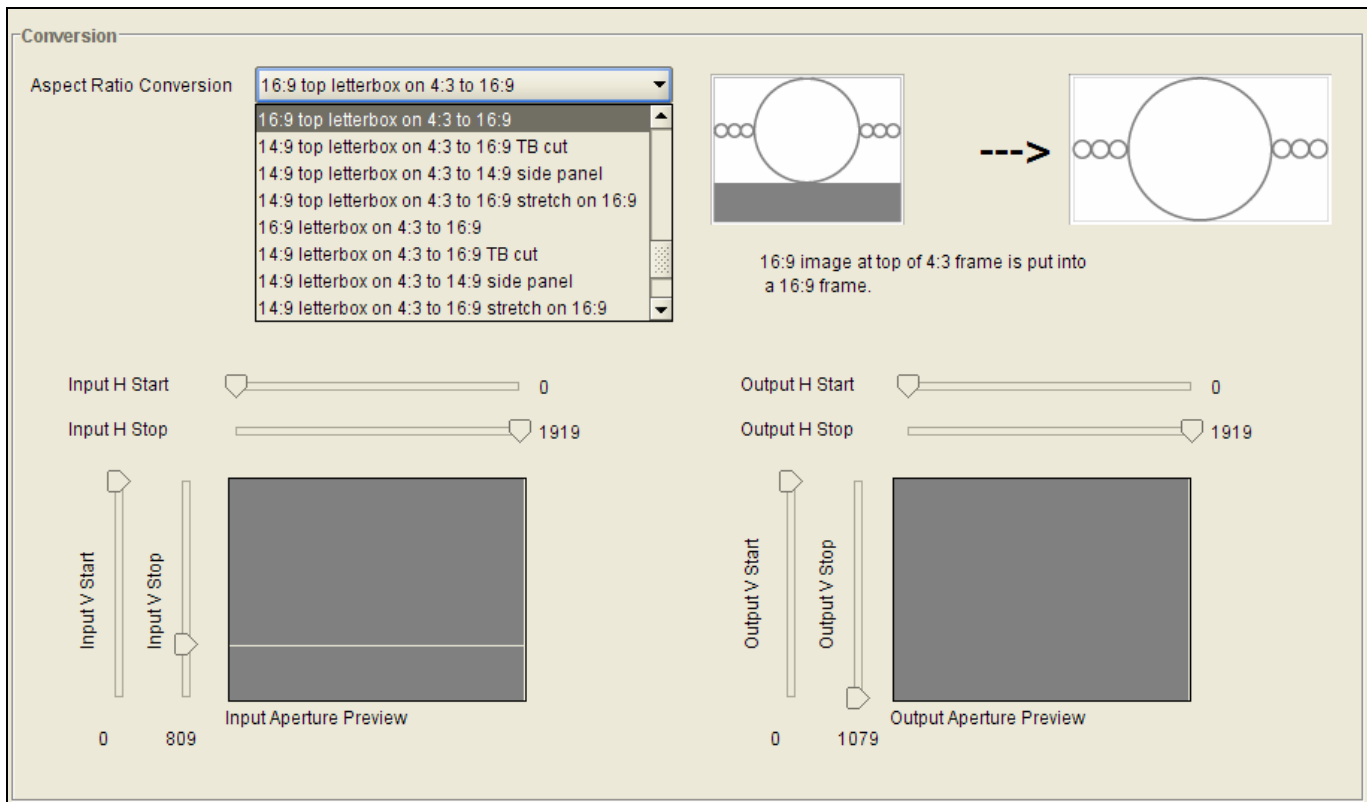 Conversion
Aspect Ratio Conversion
16:9 top letterbox on 4:3 to 16:9
16:9 top letterbox on 4:3 to 16:9
14:9 top letterbox on 4:3 to 16:9 TB cut
14:9 top letterbox on 4:3 to 14:9 side panel
14:9 top letterbox on 4:3 to 16:9 stretch on 16:9
16:9 letterbox on 4:3 to 16:9
14:9 letterbox on 4:3 to 16:9 TB cut
14:9 letterbox on 4:3 to 14:9 side panel
14:9 letterbox on 4:3 to 16:9 stretch on 16:9
--->
16:9 image at top of 4:3 frame is put into
a 16:9 frame.
Input H Start
0
Input H Stop
1919
Input V Start
Input V Stop
Input Aperture Preview
0
809
Output H Start
0
Output H Stop
1919
Output V Start
Output V Stop
Output Aperture Preview
0
1079